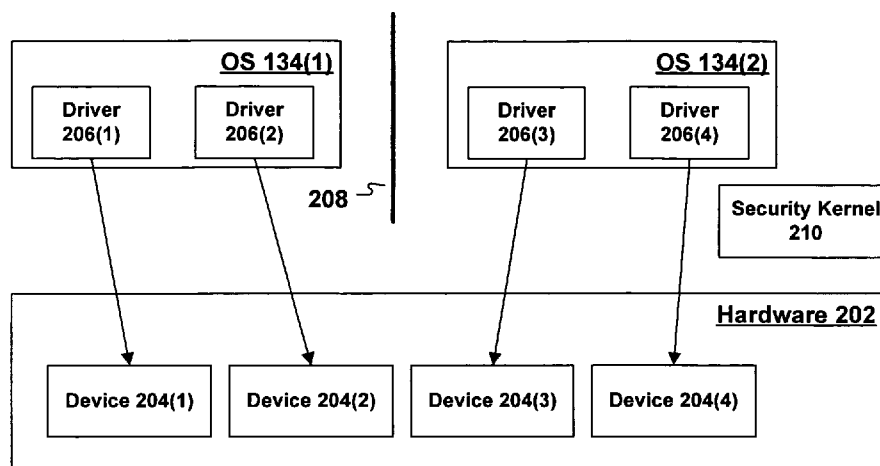 OS 134(1)
Driver
206(1)
Driver
206(2)
208
OS 134(2)
Driver
206(3)
Driver
206(4)
Security Kernel
210
Hardware 202
Device 204(1)
Device 204(2)
Device 204(3)
Device 204(4)